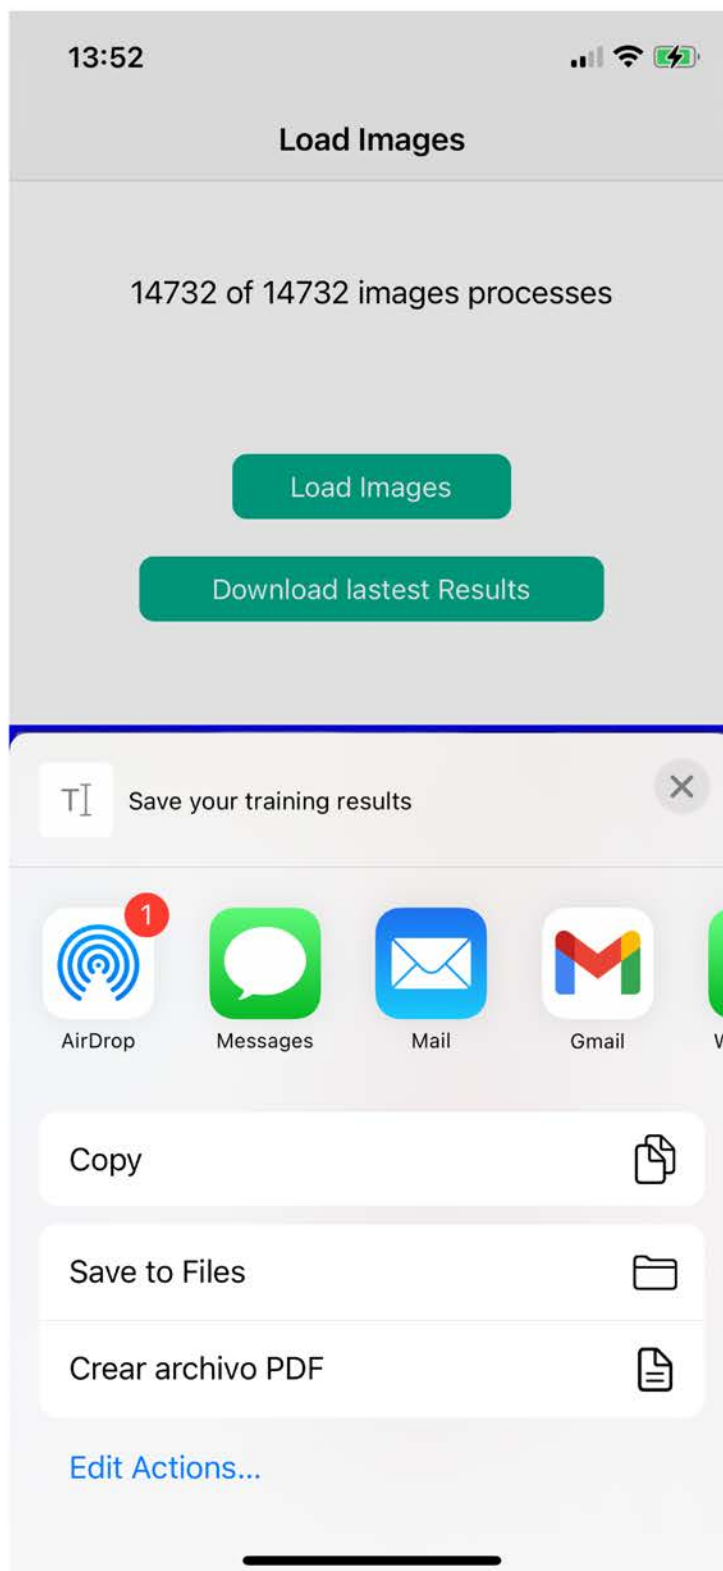 13:52
Load Images
14732 of 14732 images processes
Load Images
Download lastest Results
Save your training results
1
AirDrop
Messages
Mail
Gmail
Copy
Save to Files
Crear archivo PDF
Edit Actions...